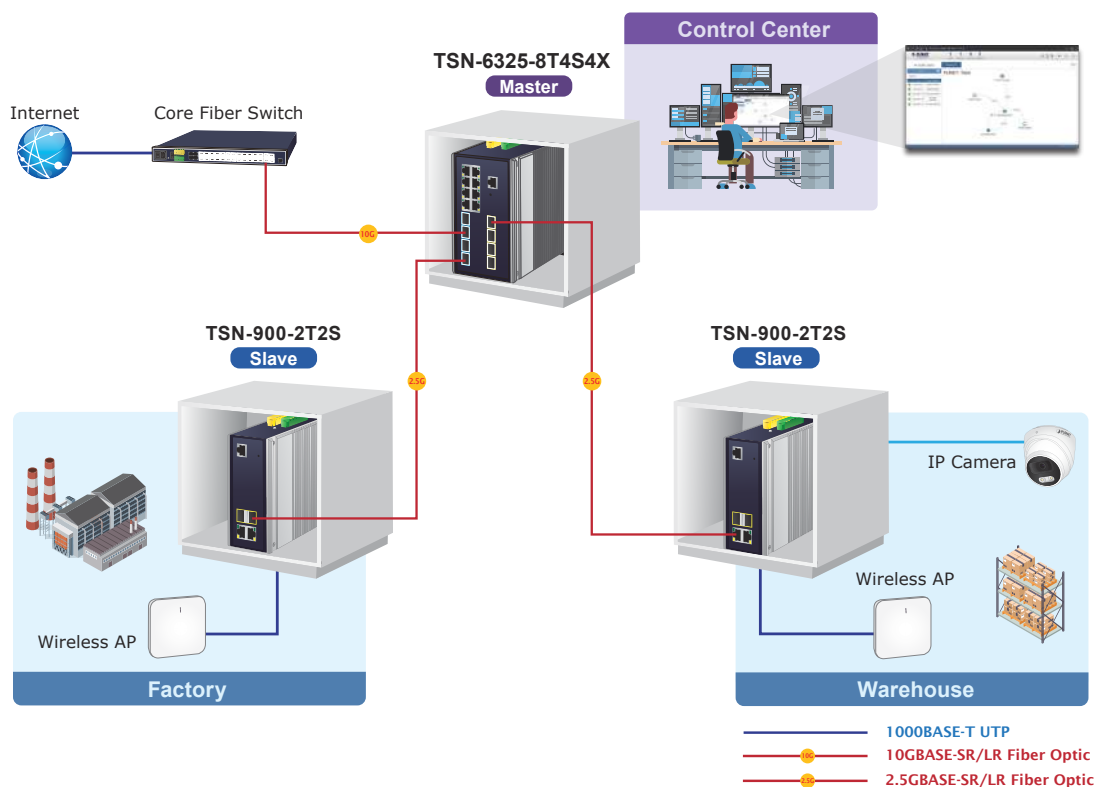 Control Center
TSN-6325-8T4S4X
Master
Internet
Core Fiber Switch
10G
TSN-900-2T2S
Slave
TSN-900-2T2S
Slave
2.5G
2.5G
IP Camera
Wireless AP
Wireless AP
Factory
Warehouse
1000BASE-T UTP
10G
10GBASE-SR/LR Fiber Optic
2.5G
2.5GBASE-SR/LR Fiber Optic